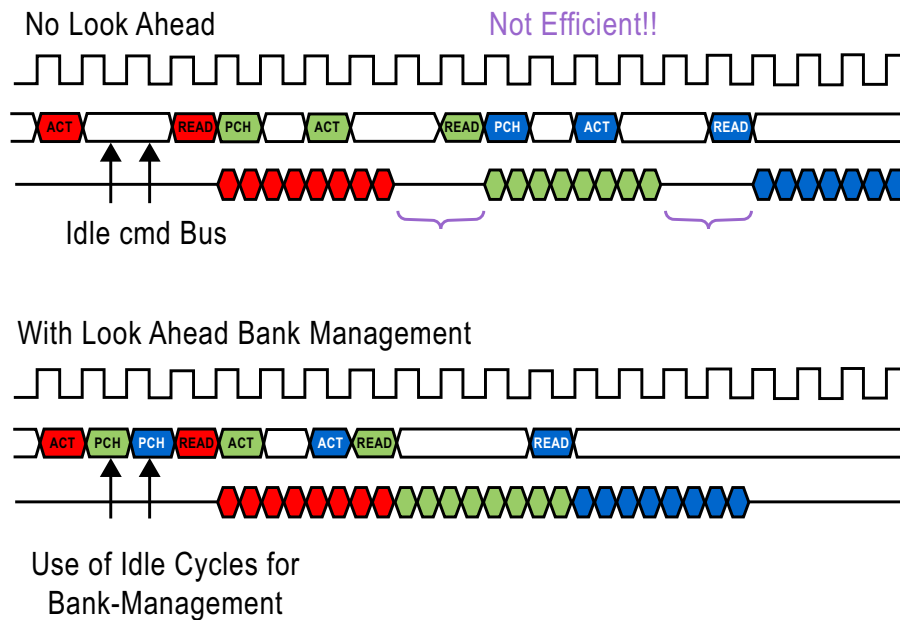 No Look Ahead
Not Efficient!!
ACT READ PCH ACT READ PCH ACT READ
Idle cmd Bus
With Look Ahead Bank Management
ACT PCH PCH READ ACT ACT READ READ
Use of Idle Cycles for
Bank-Management